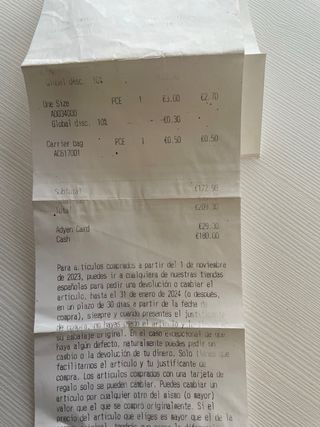 Global disc. 10%
One Size PCE 1 €3.00 €2.70
A0034000
Global disc. 10% -€0.30
Carrier bag PCE 1 €0.50 €0.50
AC617001
Subtotal
Total
Adyen Card €29.30
Cash €180.00
Para artículos comprados a partir del 1 de noviembre
de 2023, puedes ir a cualquiera de nuestras tiendas
españolas para pedir una devolución o cambiar el
artículo, hasta el 31 de enero de 2024 (o después,
en un plazo de 30 días a partir de la fecha de
compra), siempre y cuando presentes el justificante
de compra, no hayas usado el artículo y
su embalaje original. En el caso excepcional de que
haya algún defecto, naturalmente puedes pedir un
cambio o la devolución de tu dinero. Sólo tienes que
facilitarnos el artículo y tu justificante de
compra. Los artículos comprados con una tarjeta de
regalo solo se pueden cambiar. Puedes cambiar un
artículo por cualquier otro del mismo (o mayor)
valor que el que se compró originalmente. Si el
precio del artículo que eliges es mayor que el de la